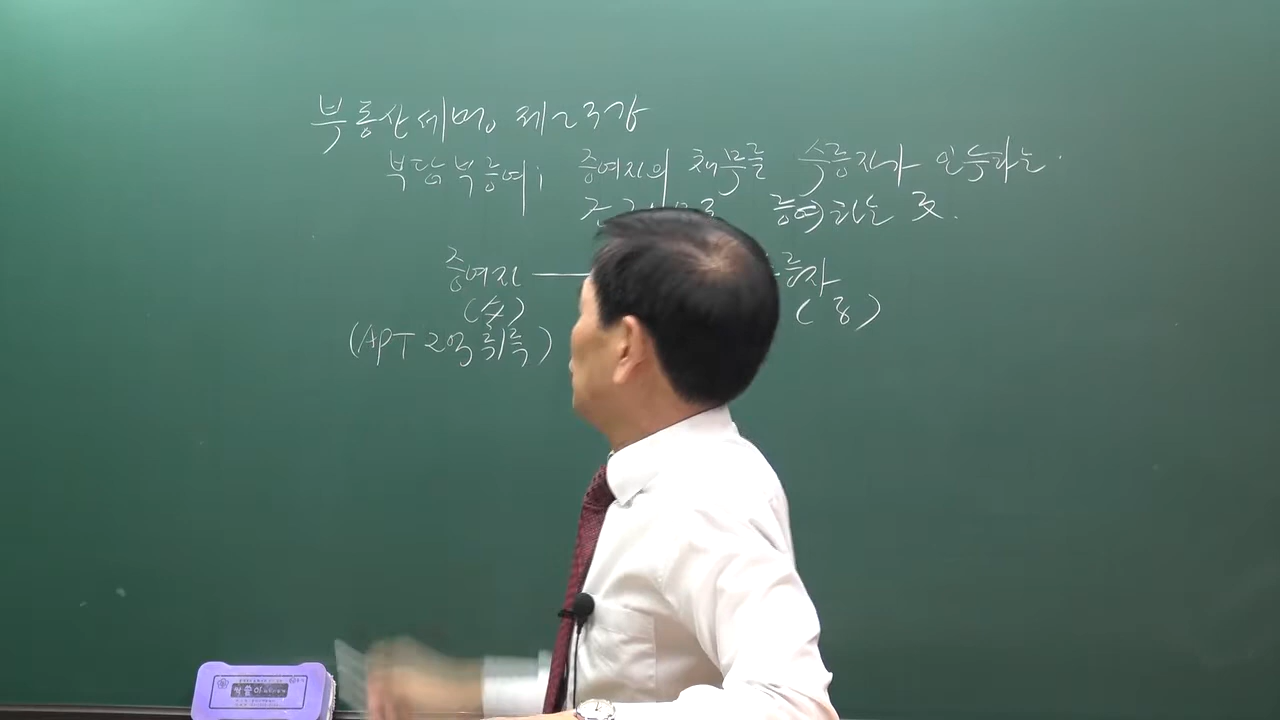 부동산세법 제23강
부담부증여; 증여자의 채무를 수증자가 인수하는
증여하는 것.
증여자 — 증자
(APT 2억 취득)